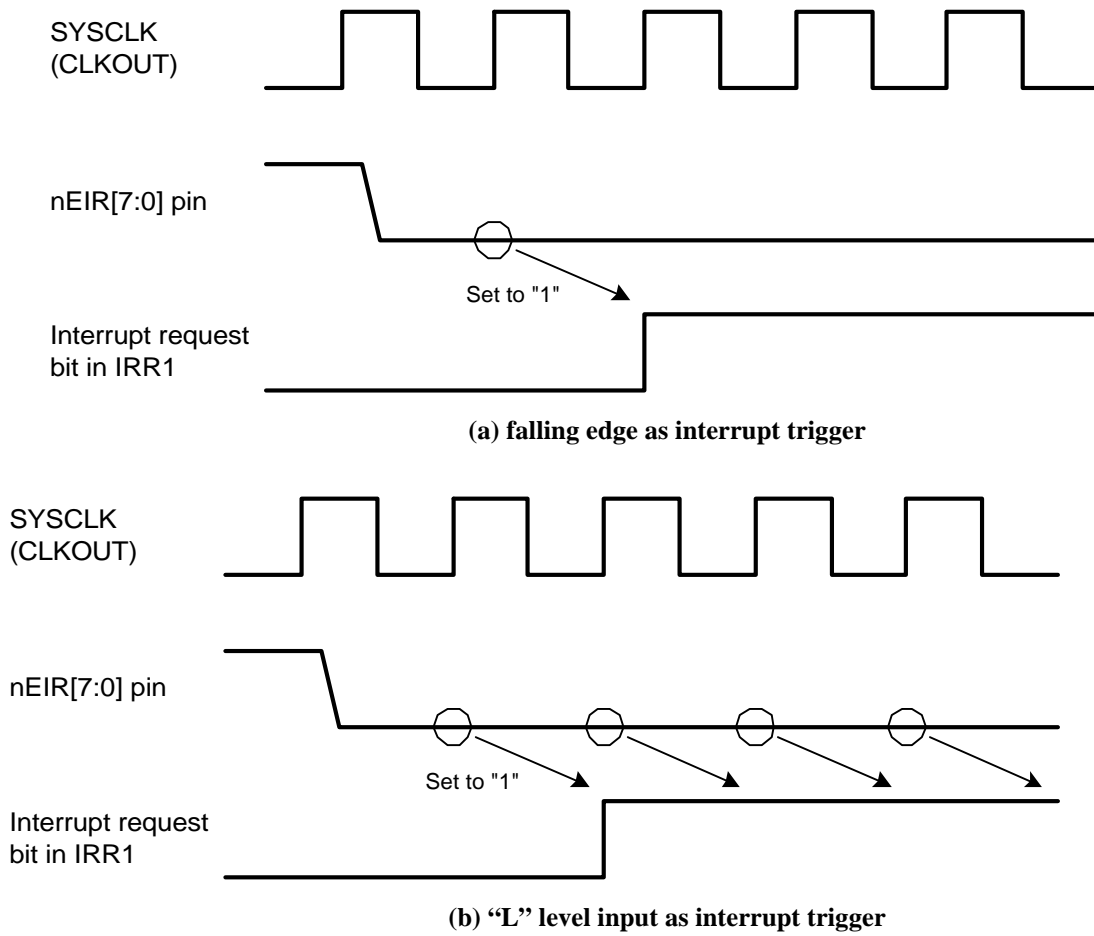 SYSCLK
(CLKOUT)
nEIR[7:0] pin
Set to "1"
Interrupt request
bit in IRR1
(a) falling edge as interrupt trigger
SYSCLK
(CLKOUT)
nEIR[7:0] pin
Set to "1"
Interrupt request
bit in IRR1
(b) “L” level input as interrupt trigger